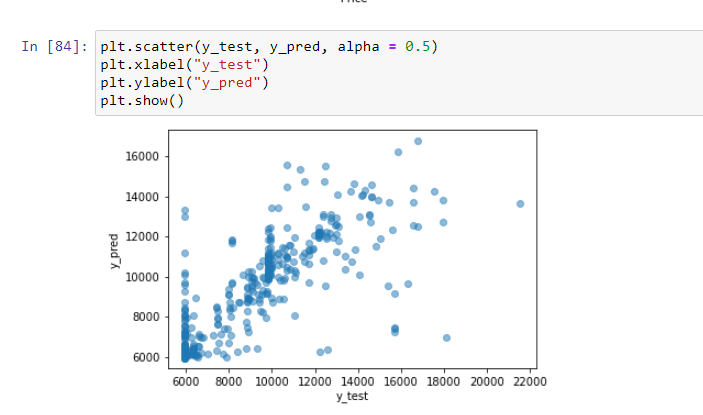 Price
In [84]: plt.scatter(y_test, y_pred, alpha = 0.5)
plt.xlabel("y_test")
plt.ylabel("y_pred")
plt.show()
16000
14000
12000
10000
8000
6000
y_pred
6000 8000 10000 12000 14000 16000 18000 20000 22000
y_test